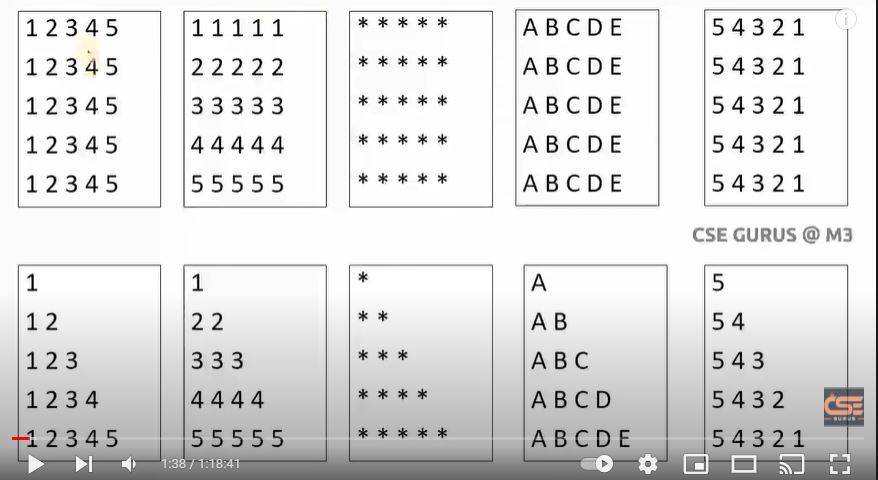 1 2 3 4 5
1 2 3 4 5
1 2 3 4 5
1 2 3 4 5
1 2 3 4 5
1 1 1 1 1
2 2 2 2 2
3 3 3 3 3
4 4 4 4 4
5 5 5 5 5
* * * * *
* * * * *
* * * * *
* * * * *
* * * * *
A B C D E
A B C D E
A B C D E
A B C D E
A B C D E
5 4 3 2 1
5 4 3 2 1
5 4 3 2 1
5 4 3 2 1
5 4 3 2 1
CSE GURUS @ M3
1
1 2
1 2 3
1 2 3 4
1 2 3 4 5
1
2 2
3 3 3
4 4 4 4
5 5 5 5 5
*
* *
* * *
* * * *
* * * * *
A
A B
A B C
A B C D
A B C D E
5
5 4
5 4 3
5 4 3 2
5 4 3 2 1
CSE
GURUS
1:38 / 1:18:41